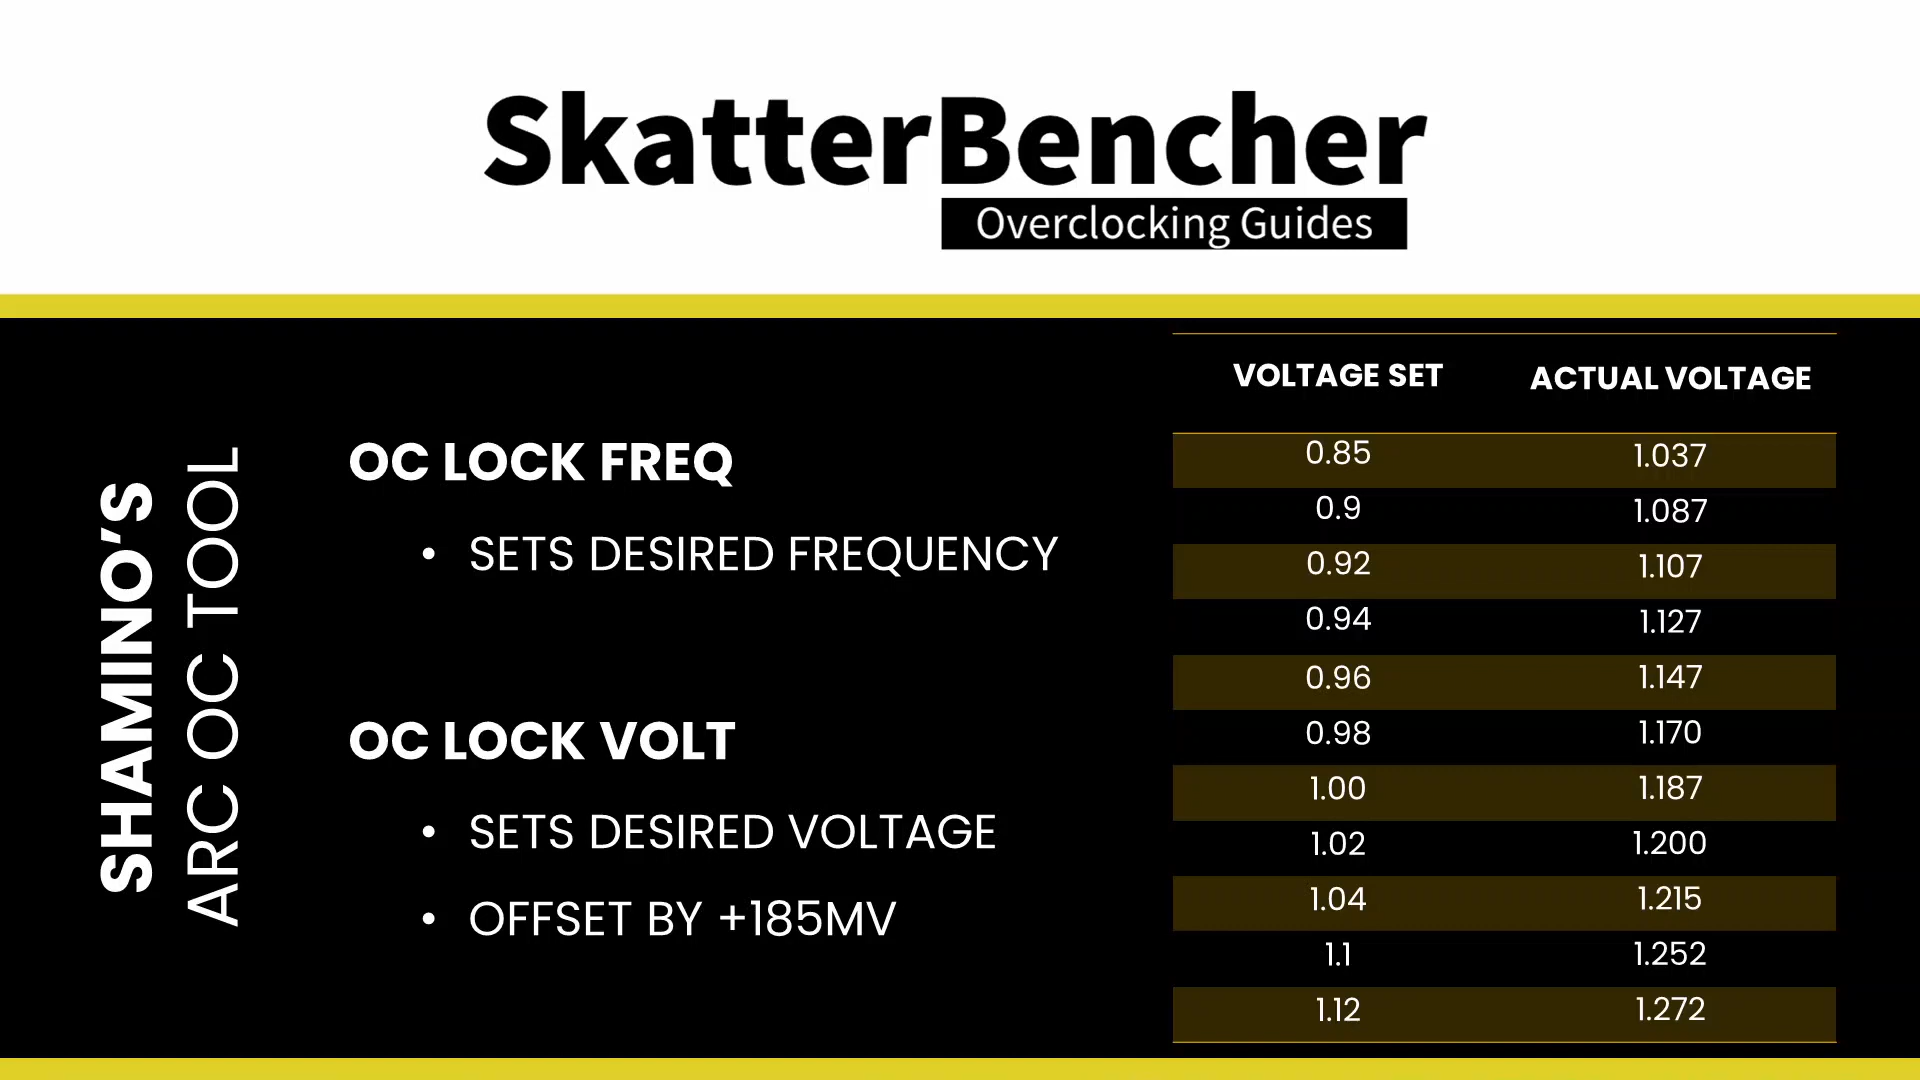 SkatterBencher
Overclocking Guides
SHAMINO'S
ARC OC TOOL
OC LOCK FREQ
• SETS DESIRED FREQUENCY
OC LOCK VOLT
• SETS DESIRED VOLTAGE
• OFFSET BY +185MV
VOLTAGE SET ACTUAL VOLTAGE
0.85 1.037
0.9 1.087
0.92 1.107
0.94 1.127
0.96 1.147
0.98 1.170
1.00 1.187
1.02 1.200
1.04 1.215
1.1 1.252
1.12 1.272